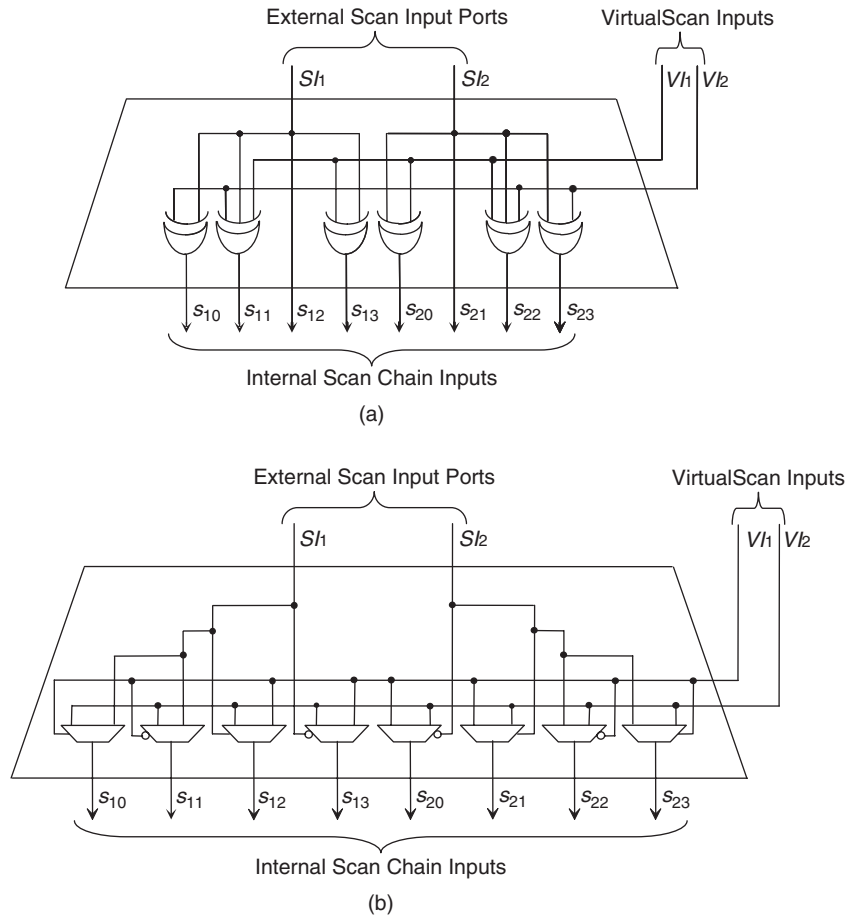 External Scan Input Ports VirtualScan Inputs
SI1 SI2 VI1 VI2
s10 s11 s12 s13 s20 s21 s22 s23
Internal Scan Chain Inputs
(a)
External Scan Input Ports VirtualScan Inputs
SI1 SI2 VI1 VI2
s10 s11 s12 s13 s20 s21 s22 s23
Internal Scan Chain Inputs
(b)